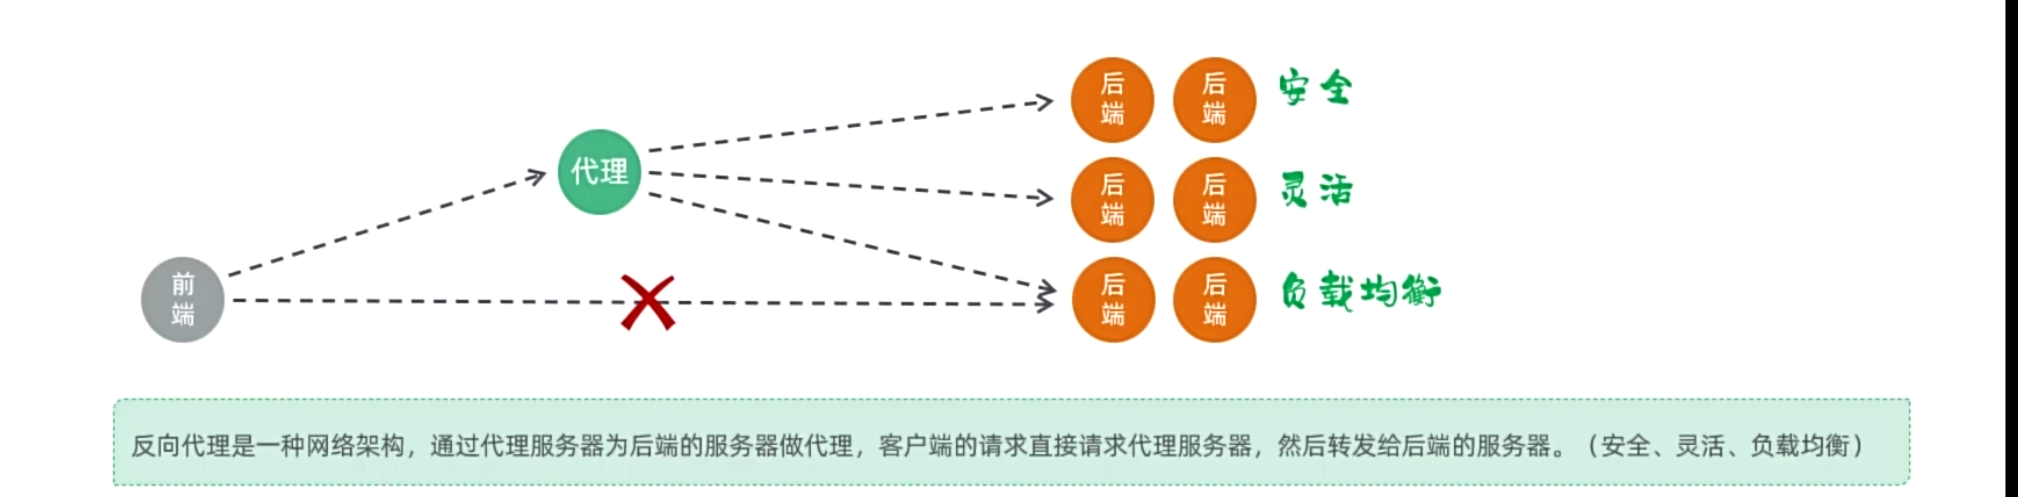 后端
后端
安全
代理
后端
后端
灵活
前端
后端
后端
负载均衡
反向代理是一种网络架构，通过代理服务器为后端的服务器做代理，客户端的请求直接请求代理服务器，然后转发给后端的服务器。（安全、灵活、负载均衡）